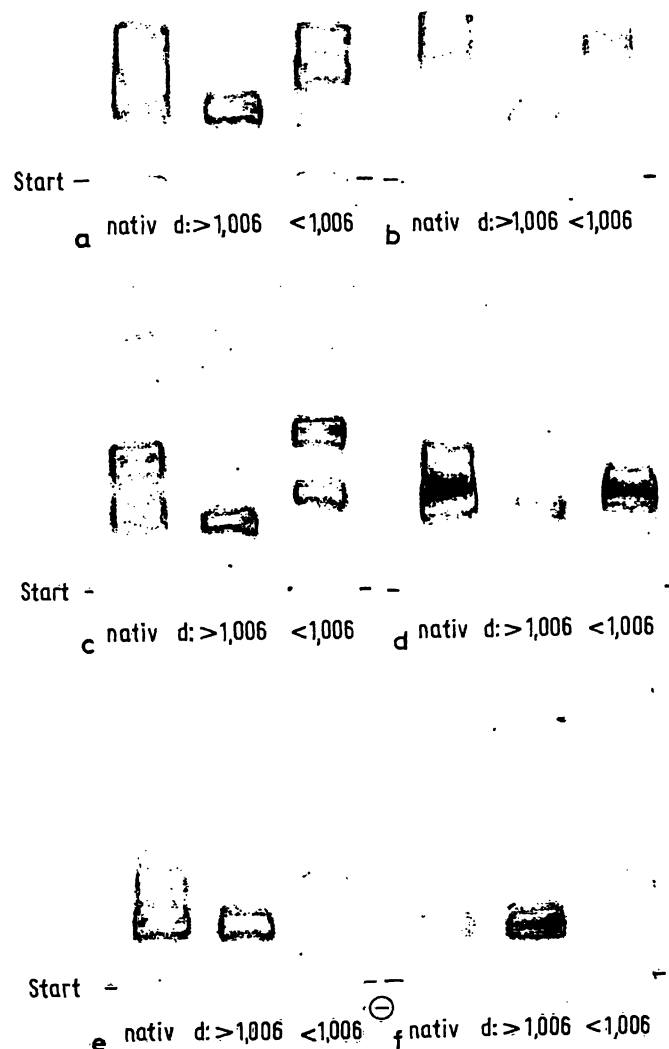 Start –
a nativ d:>1,006 <1,006 b nativ d:>1,006 <1,006
Start –
c nativ d:>1,006 <1,006 d nativ d:>1,006 <1,006
Start –
⊖
e nativ d:>1,006 <1,006 f nativ d:>1,006 <1,006